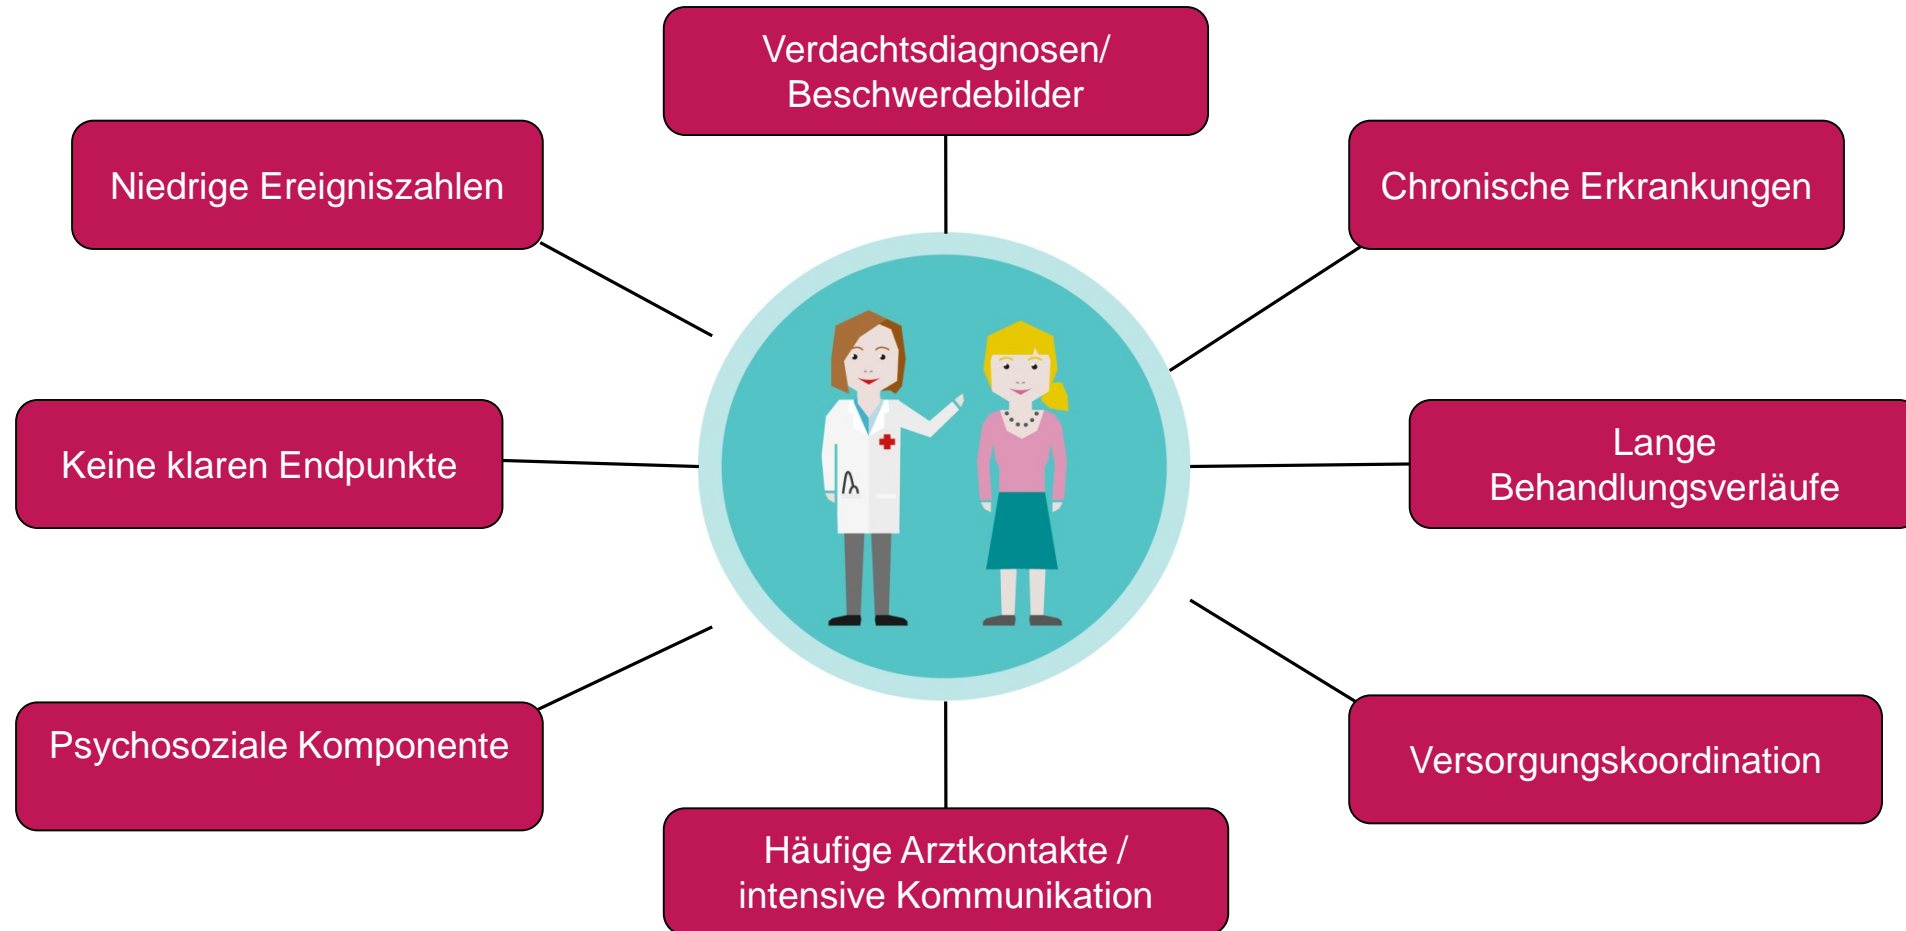 Verdachtsdiagnosen/
Beschwerdebilder
Niedrige Ereigniszahlen
Chronische Erkrankungen
Keine klaren Endpunkte
Lange
Behandlungsverläufe
Psychosoziale Komponente
Versorgungskoordination
Häufige Arztkontakte /
intensive Kommunikation